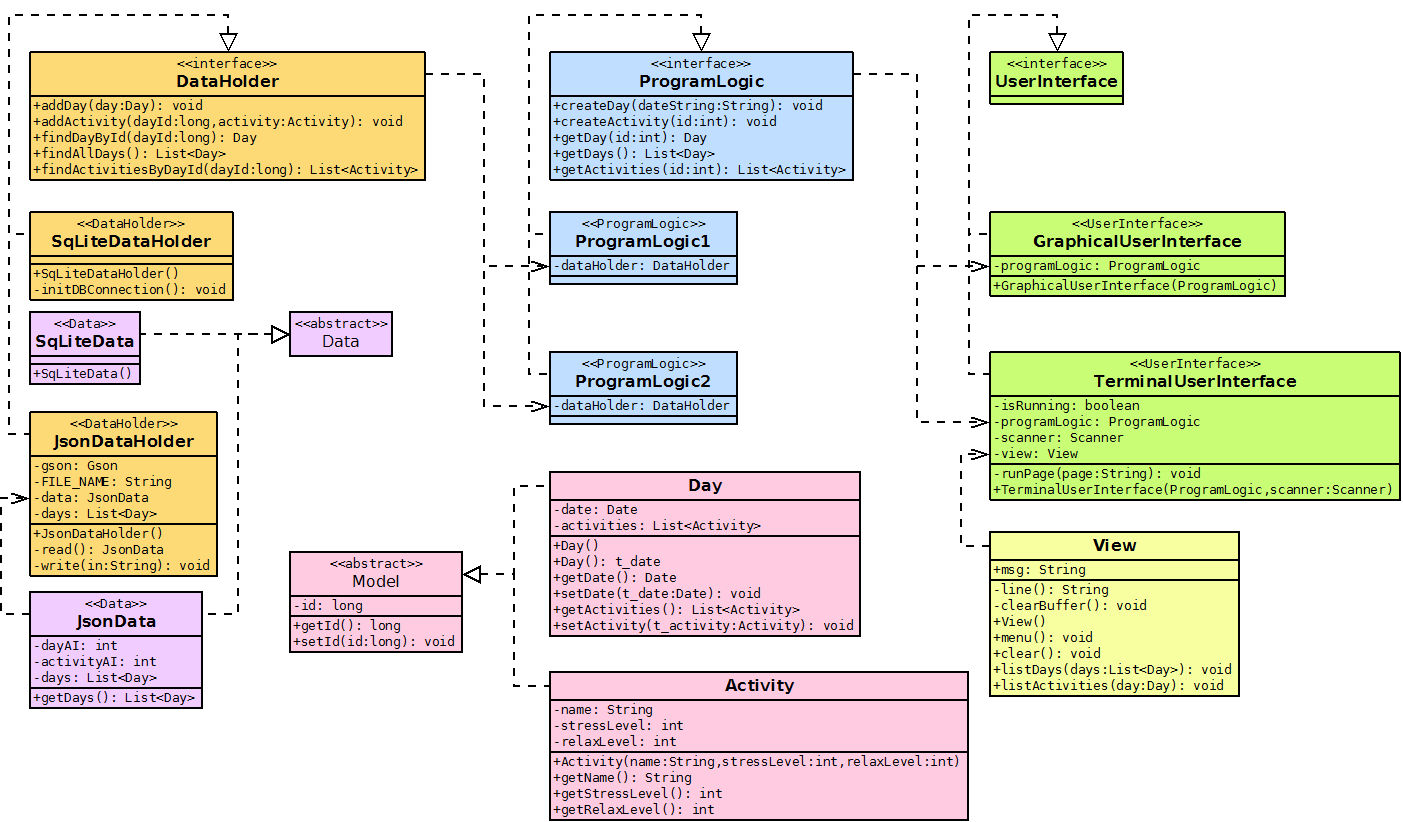 <<interface>>
DataHolder
+addDay(day:Day): void
+addActivity(dayId:long,activity:Activity): void
+findDayById(dayId:long): Day
+findAllDays(): List<Day>
+findActivitiesByDayId(dayId:long): List<Activity>
<<interface>>
ProgramLogic
+createDay(dateString:String): void
+createActivity(id:int): void
+getDay(id:int): Day
+getDays(): List<Day>
+getActivities(id:int): List<Activity>
<<interface>>
UserInterface
<<DataHolder>>
SqLiteDataHolder
+SqLiteDataHolder()
-initDBConnection(): void
<<ProgramLogic>>
ProgramLogic1
-dataHolder: DataHolder
<<UserInterface>>
GraphicalUserInterface
-programLogic: ProgramLogic
+GraphicalUserInterface(ProgramLogic)
<<Data>>
SqLiteData
+SqLiteData()
<<abstract>>
Data
<<ProgramLogic>>
ProgramLogic2
-dataHolder: DataHolder
<<UserInterface>>
TerminalUserInterface
-isRunning: boolean
-programLogic: ProgramLogic
-scanner: Scanner
-view: View
-runPage(page:String): void
+TerminalUserInterface(ProgramLogic,scanner:Scanner)
<<DataHolder>>
JsonDataHolder
-gson: Gson
-FILE_NAME: String
-data: JsonData
-days: List<Day>
+JsonDataHolder()
-read(): JsonData
-write(in:String): void
Day
-date: Date
-activities: List<Activity>
+Day()
+Day(): t_date
+getDate(): Date
+setDate(t_date:Date): void
+getActivities(): List<Activity>
+setActivity(t_activity:Activity): void
<<abstract>>
Model
-id: long
+getId(): long
+setId(id:long): void
View
+msg: String
-line(): String
-clearBuffer(): void
+View()
+menu(): void
+clear(): void
+listDays(days:List<Day>): void
+listActivities(day:Day): void
<<Data>>
JsonData
-dayAI: int
-activityAI: int
-days: List<Day>
+getDays(): List<Day>
Activity
-name: String
-stressLevel: int
-relaxLevel: int
+Activity(name:String,stressLevel:int,relaxLevel:int)
+getName(): String
+getStressLevel(): int
+getRelaxLevel(): int